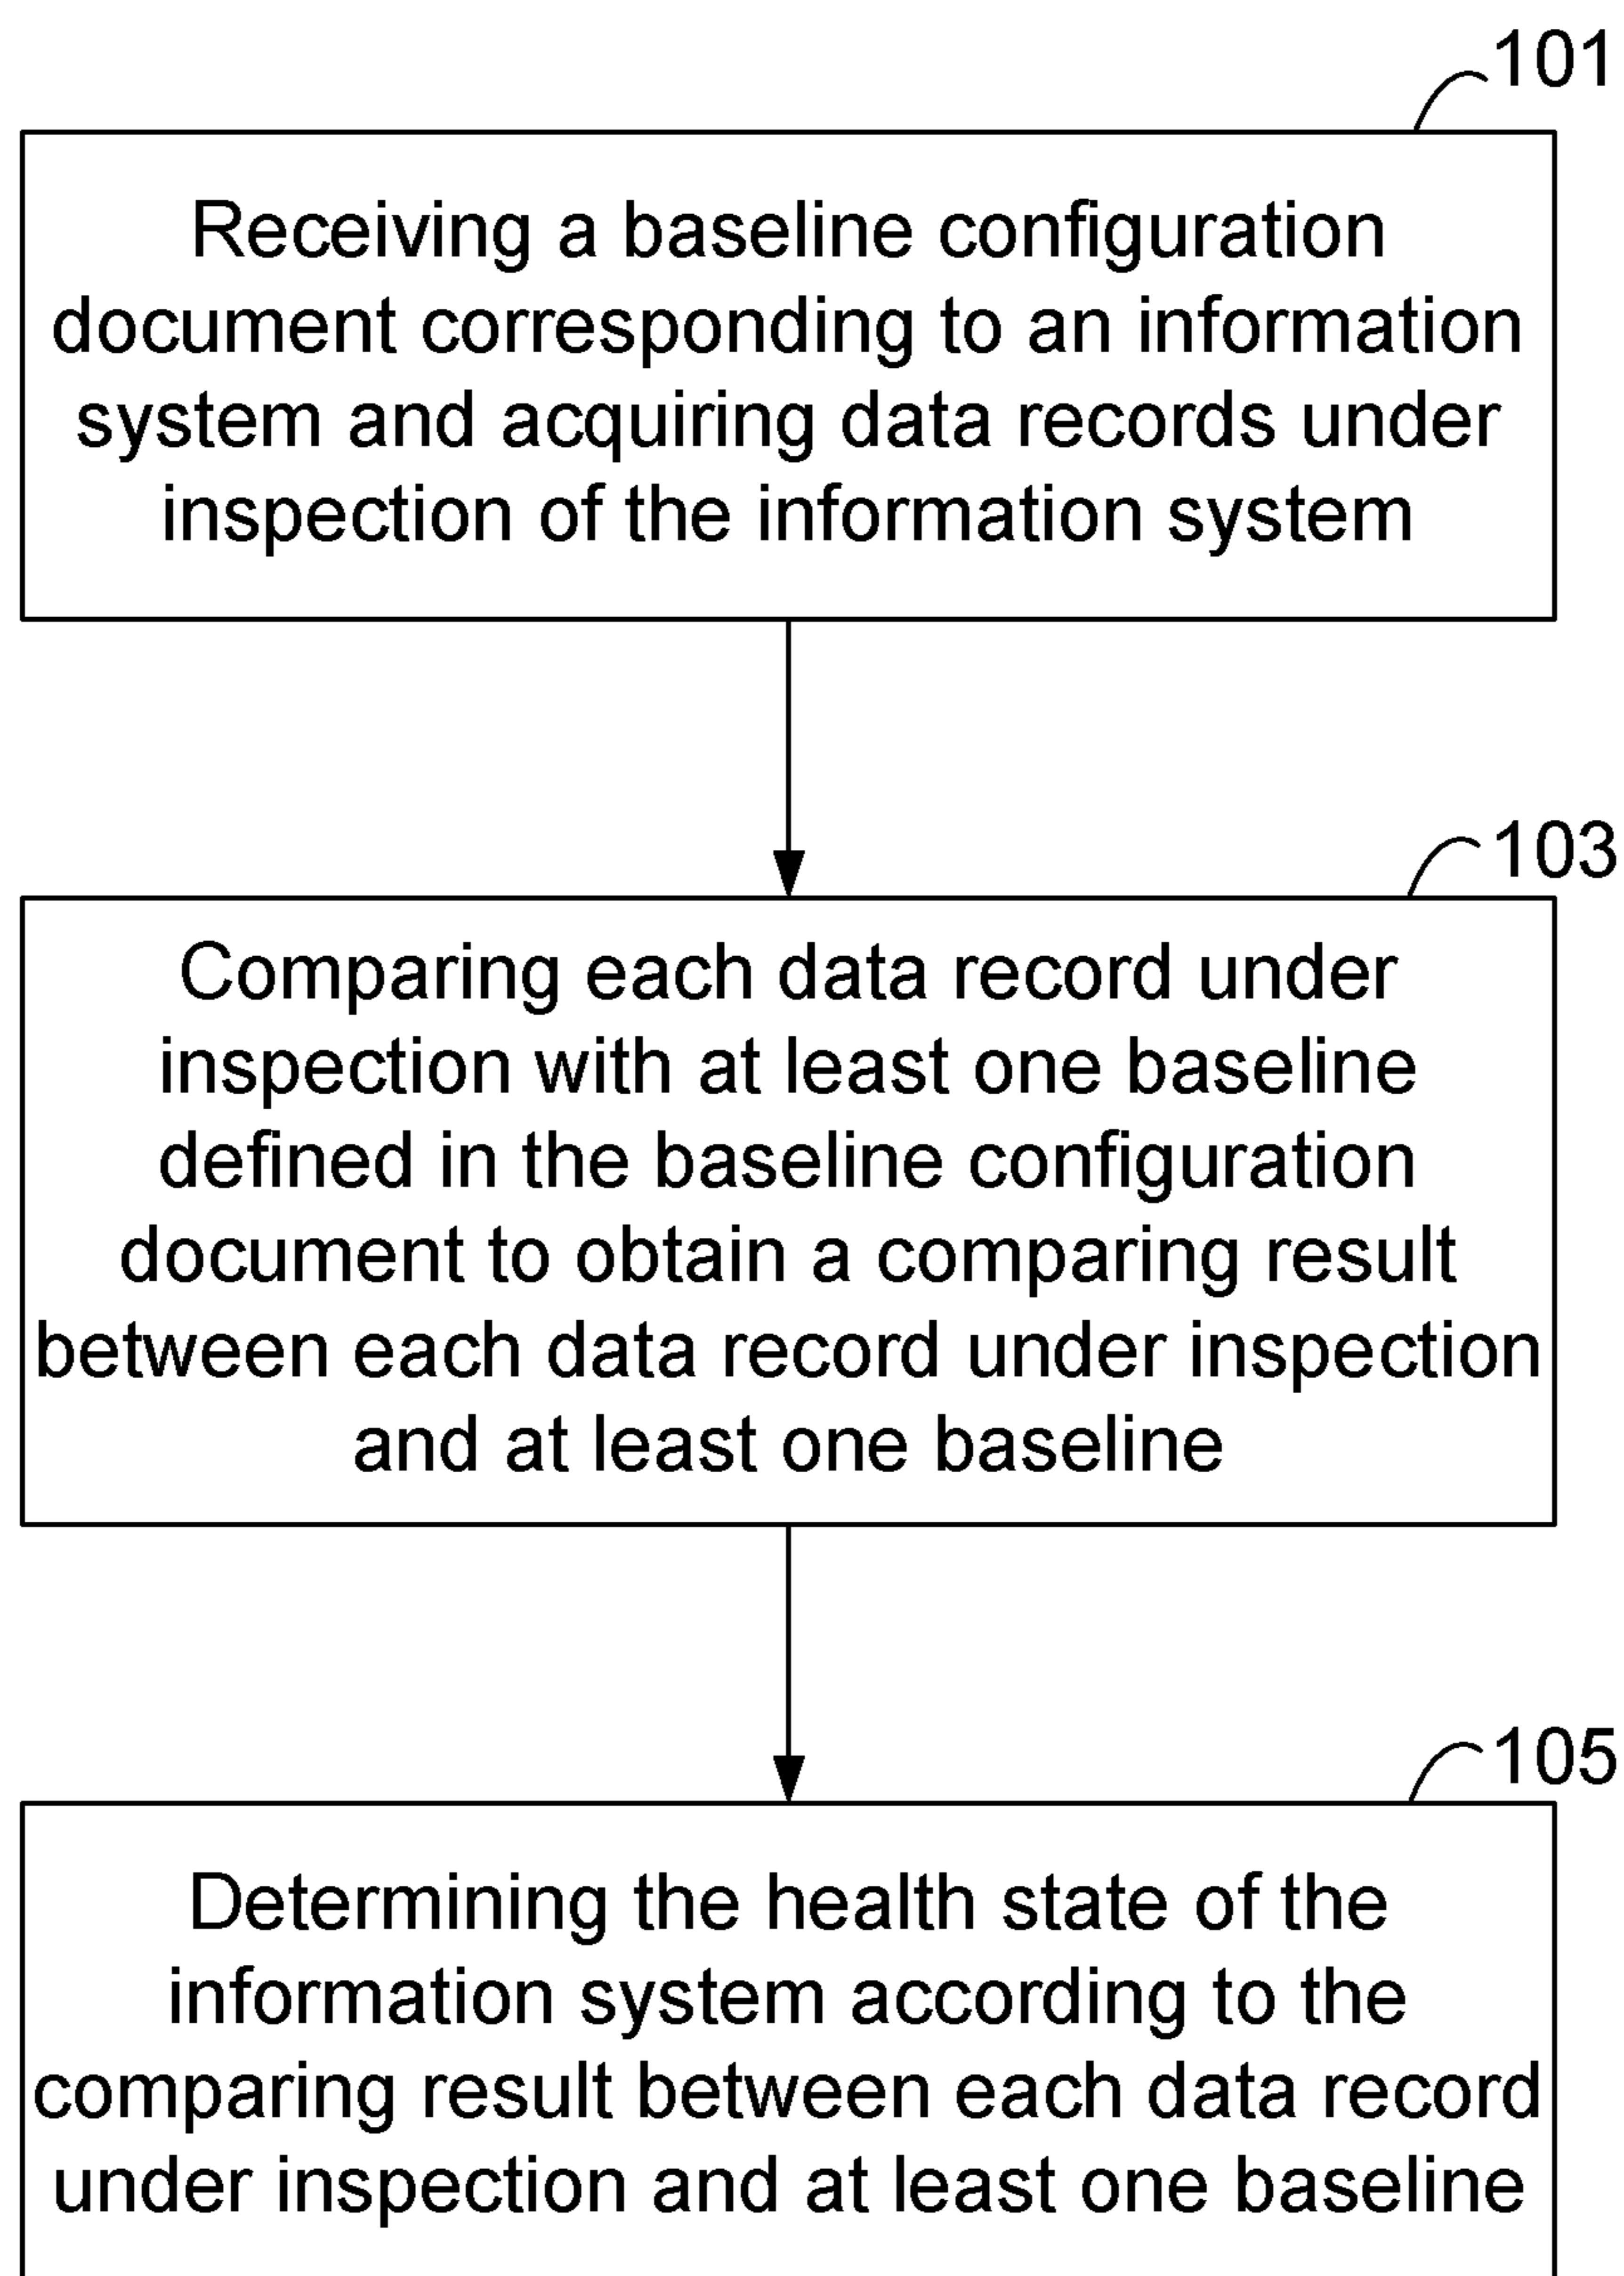 101
Receiving a baseline configuration
document corresponding to an information
system and acquiring data records under
inspection of the information system
103
Comparing each data record under
inspection with at least one baseline
defined in the baseline configuration
document to obtain a comparing result
between each data record under inspection
and at least one baseline
105
Determining the health state of the
information system according to the
comparing result between each data record
under inspection and at least one baseline